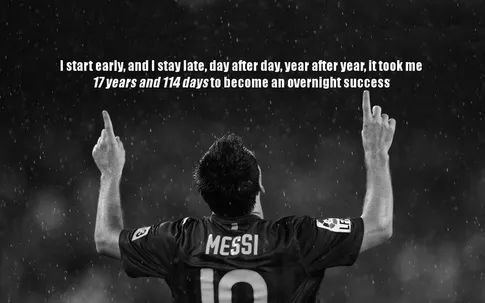 I start early, and I stay late, day after day, year after year, it took me
17 years and 114 days to become an overnight success
MESSI
10